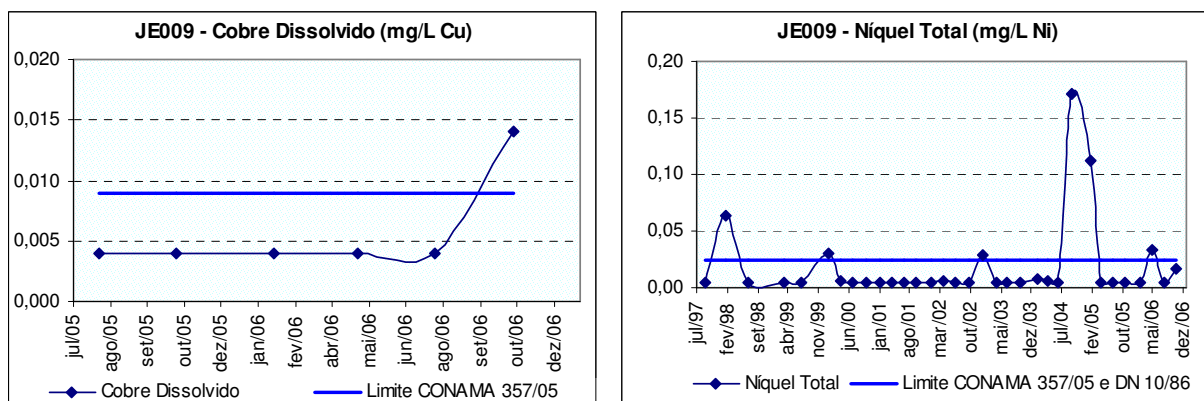 JE009 - Cobre Dissolvido (mg/L Cu)
0,020
0,015
0,010
0,005
0,000
jul/05
ago/05
set/05
out/05
dez/05
jan/06
fev/06
abr/06
mai/06
jun/06
ago/06
set/06
out/06
dez/06
Cobre Dissolvido
Limite CONAMA 357/05
JE009 - Níquel Total (mg/L Ni)
0,20
0,15
0,10
0,05
0,00
jul/97
fev/98
set/98
abr/99
nov/99
jun/00
jan/01
ago/01
mar/02
out/02
mai/03
dez/03
jul/04
fev/05
out/05
mai/06
dez/06
Níquel Total
Limite CONAMA 357/05 e DN 10/86